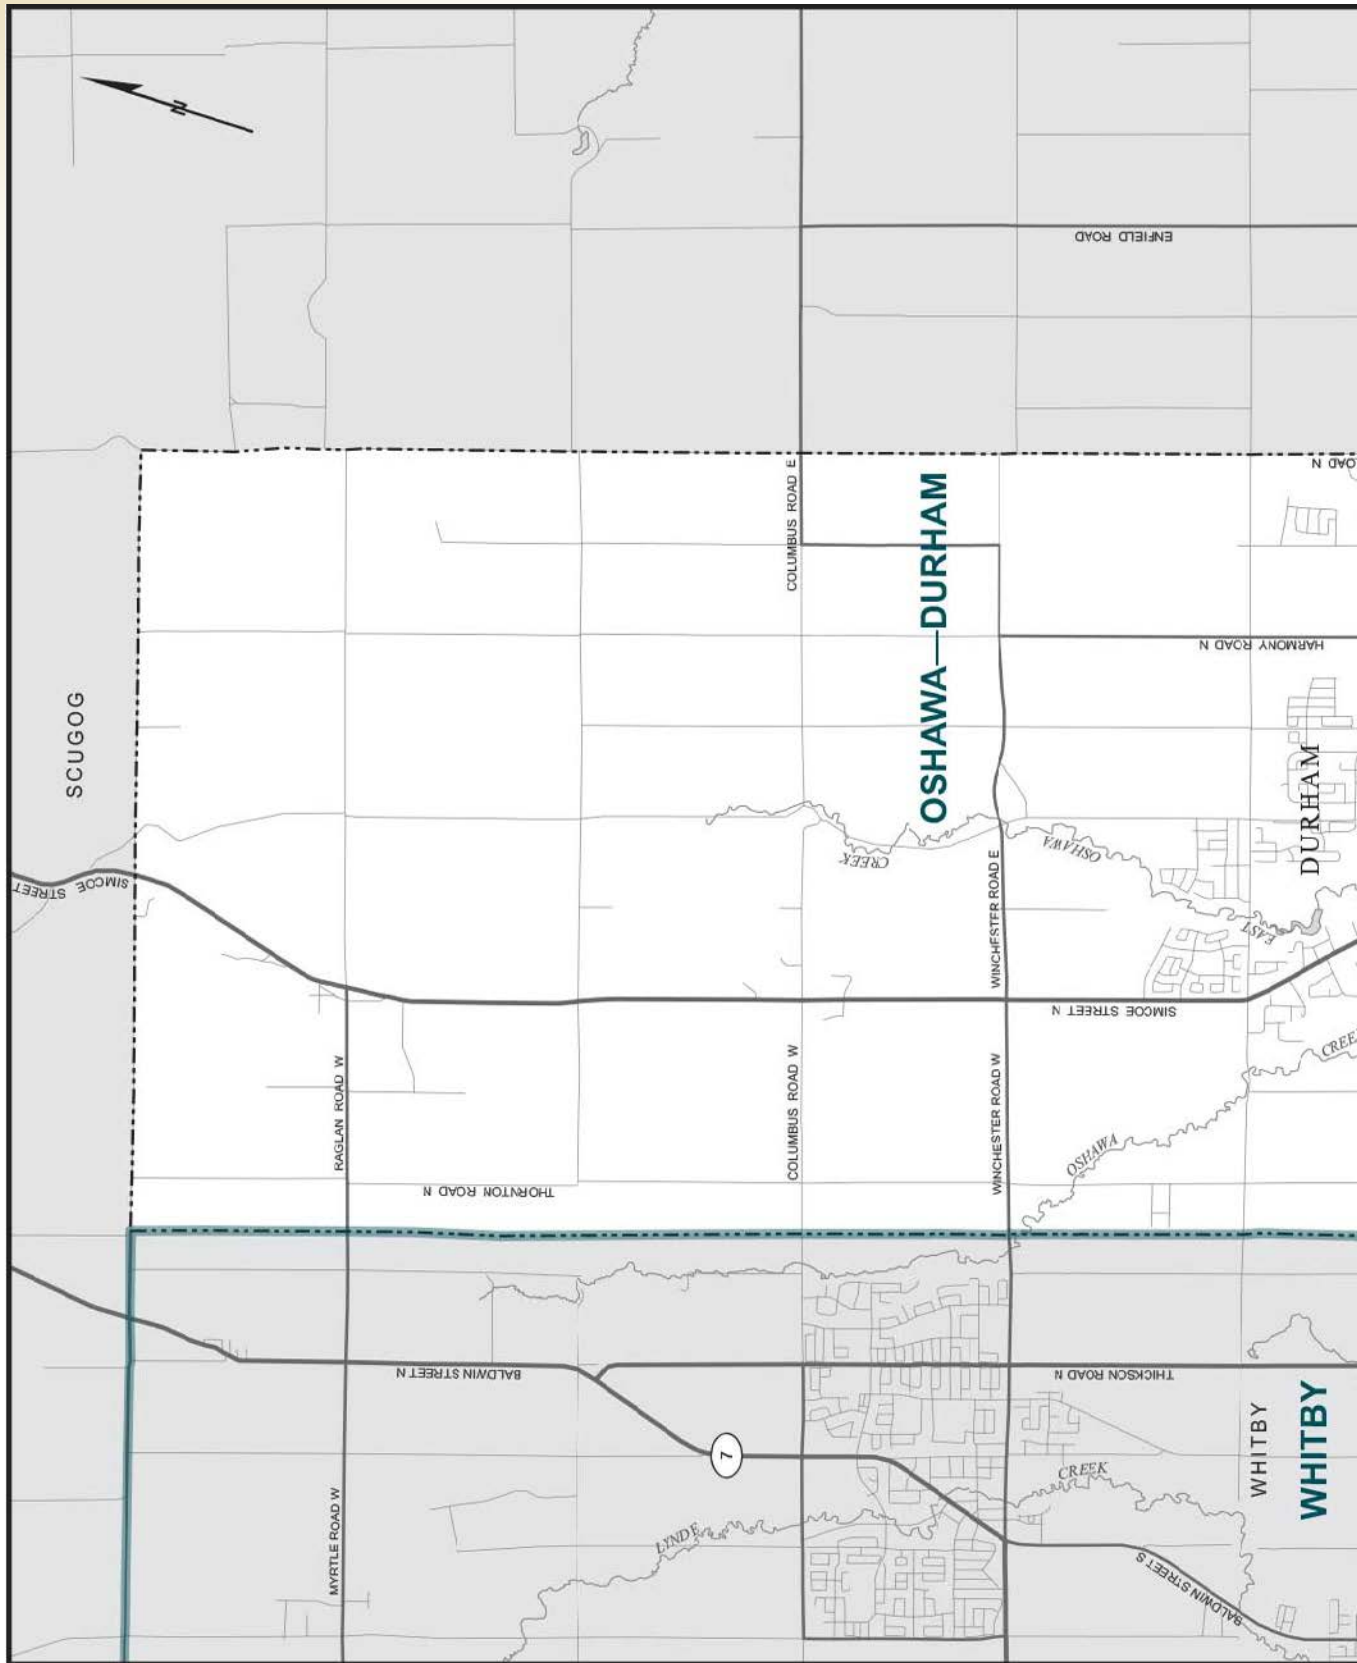 N
ENFIELD ROAD
COLUMBUS ROAD E
OSHAWA—DURHAM
HARMONY ROAD N
SCUGOG
SIMCOE STREET
CREEK
OSHAWA
EAST
DURHAM
WINCHESTER ROAD E
SIMCOE STREET N
RAGLAN ROAD W
COLUMBUS ROAD W
WINCHESTER ROAD W
CREE
OSHAWA
THORNTON ROAD N
BALDWIN STREET N
THICKSON ROAD N
7
MYRTLE ROAD W
LYNDE
CREEK
BALDWIN STREET S
WHITBY
WHITBY